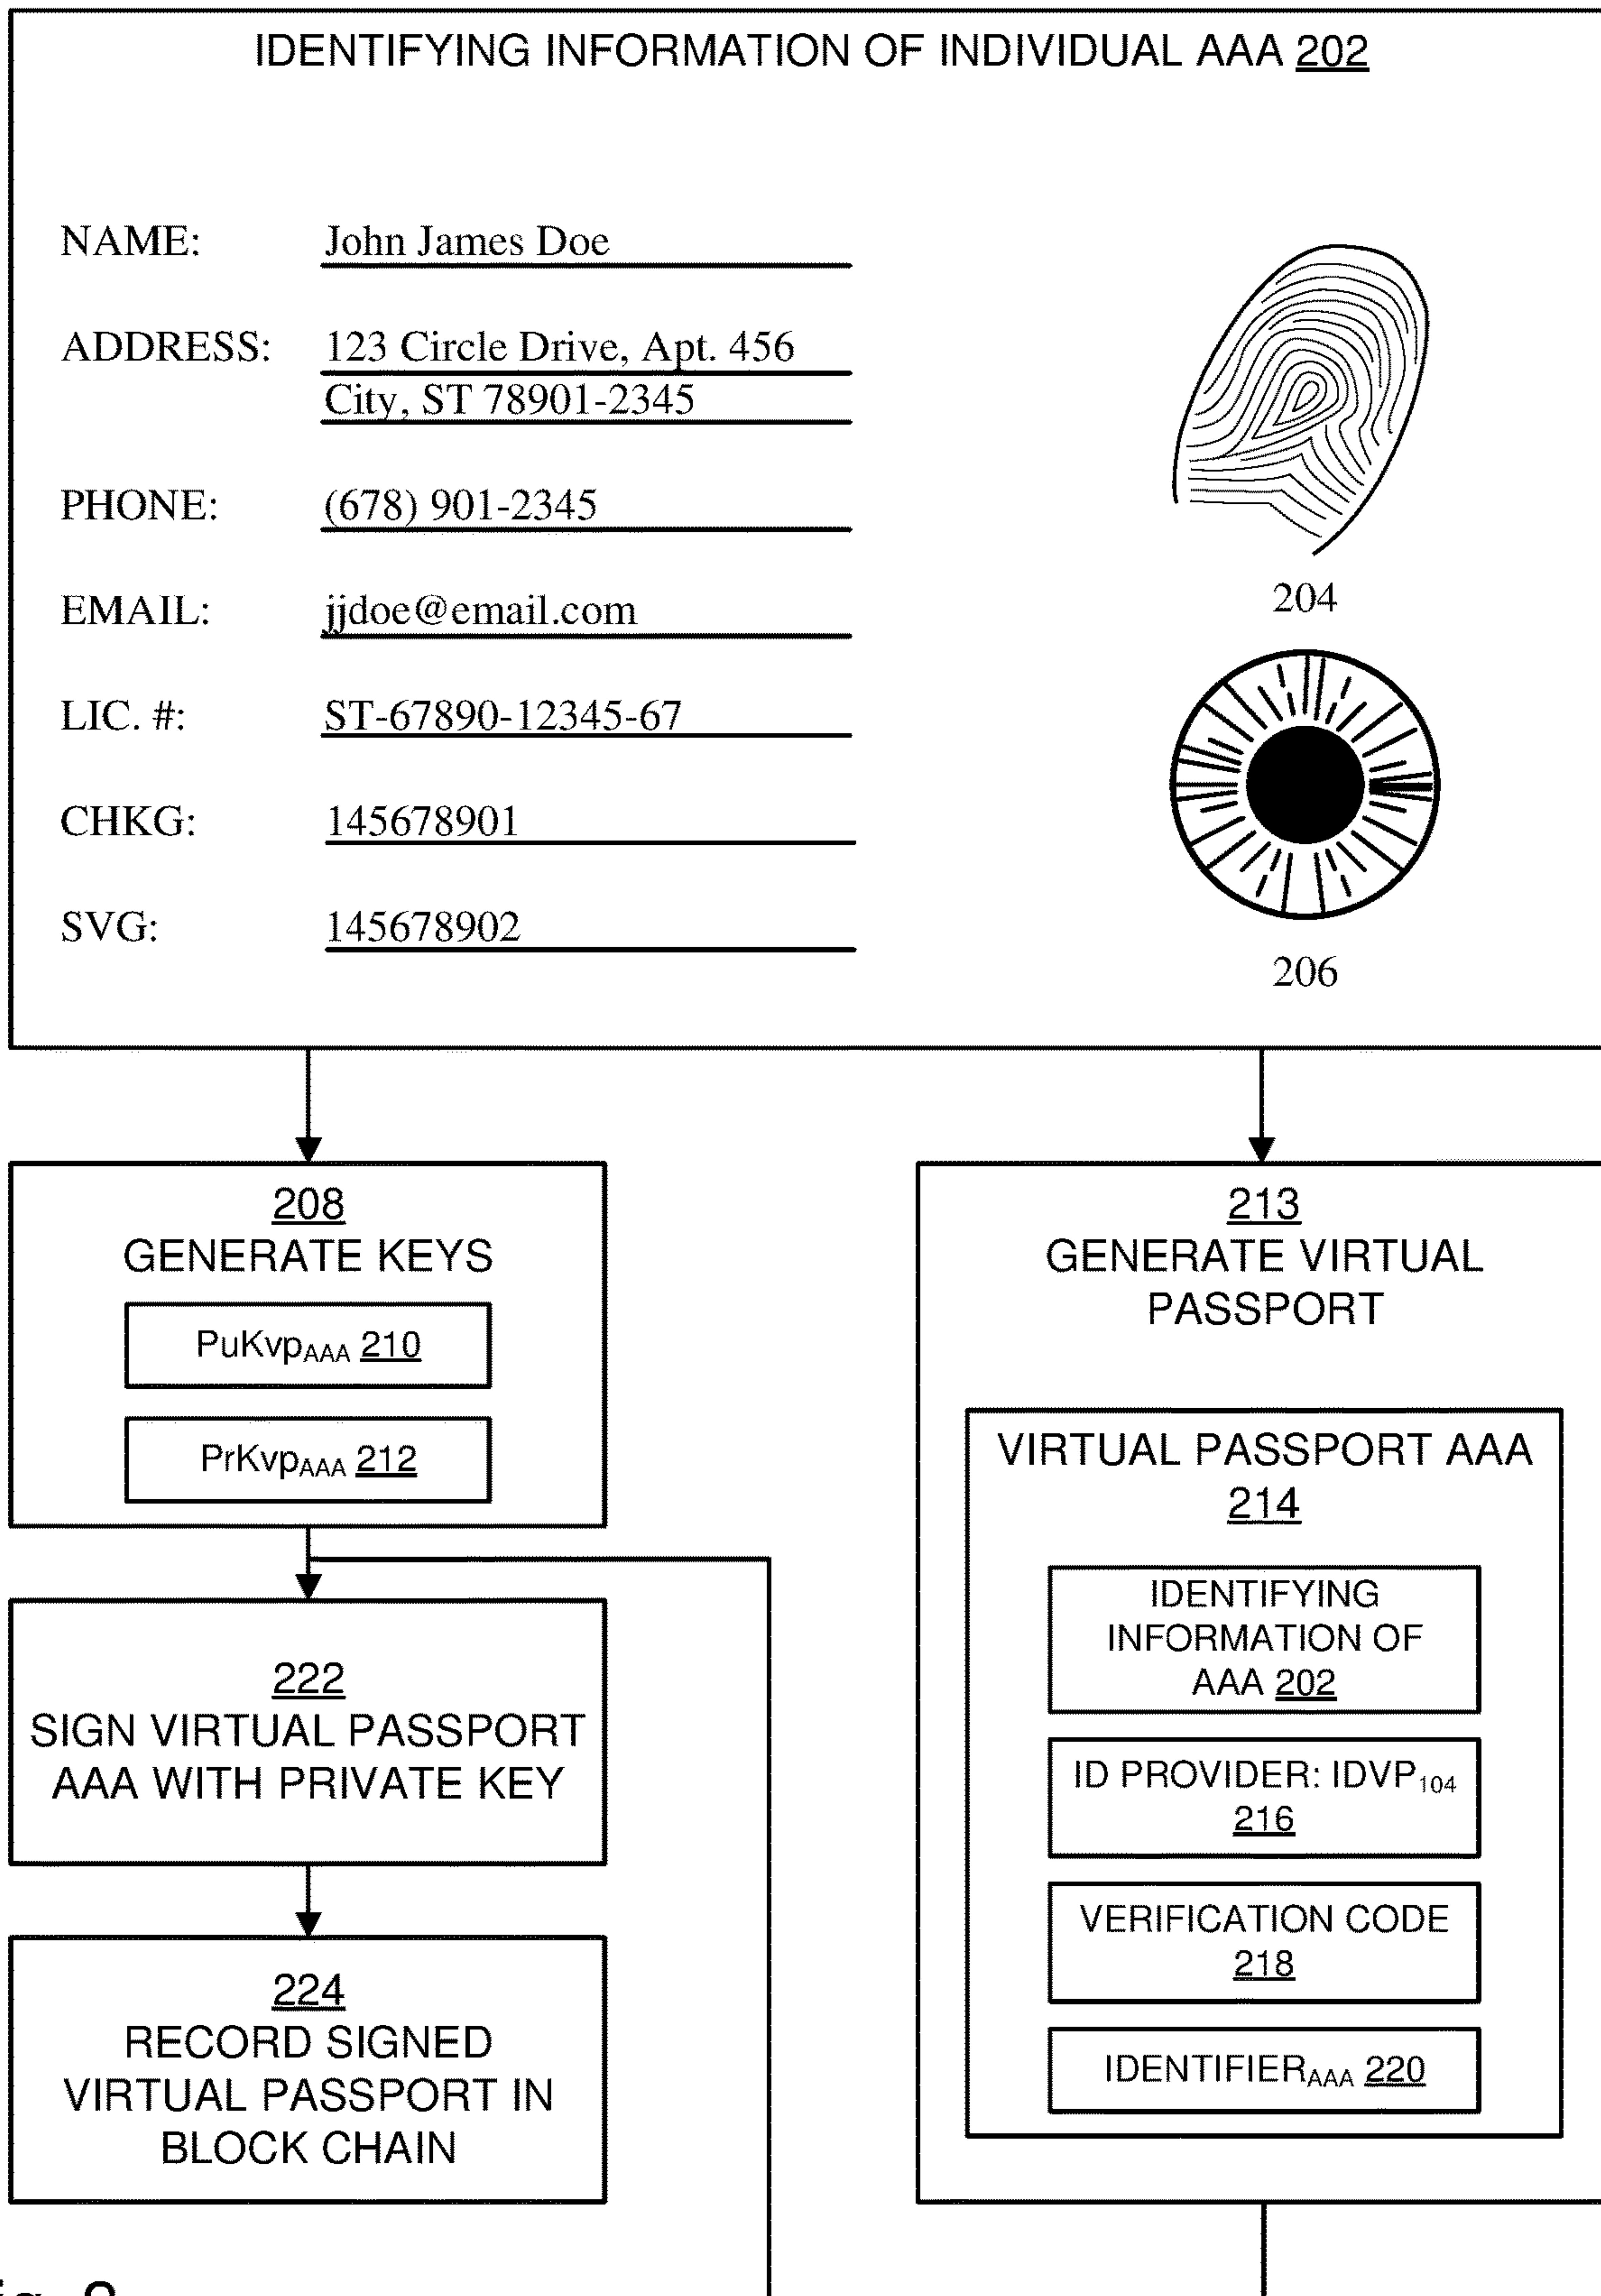 IDENTIFYING INFORMATION OF INDIVIDUAL AAA 202
NAME: John James Doe
ADDRESS: 123 Circle Drive, Apt. 456
City, ST 78901-2345
PHONE: (678) 901-2345
EMAIL: jjdoe@email.com
LIC. #: ST-67890-12345-67
CHKG: 145678901
SVG: 145678902
204
206
208
GENERATE KEYS
PuKvpAAA 210
PrKvpAAA 212
222
SIGN VIRTUAL PASSPORT
AAA WITH PRIVATE KEY
224
RECORD SIGNED
VIRTUAL PASSPORT IN
BLOCK CHAIN
213
GENERATE VIRTUAL
PASSPORT
VIRTUAL PASSPORT AAA
214
IDENTIFYING
INFORMATION OF
AAA 202
ID PROVIDER: IDVP104
216
VERIFICATION CODE
218
IDENTIFIERAAA 220